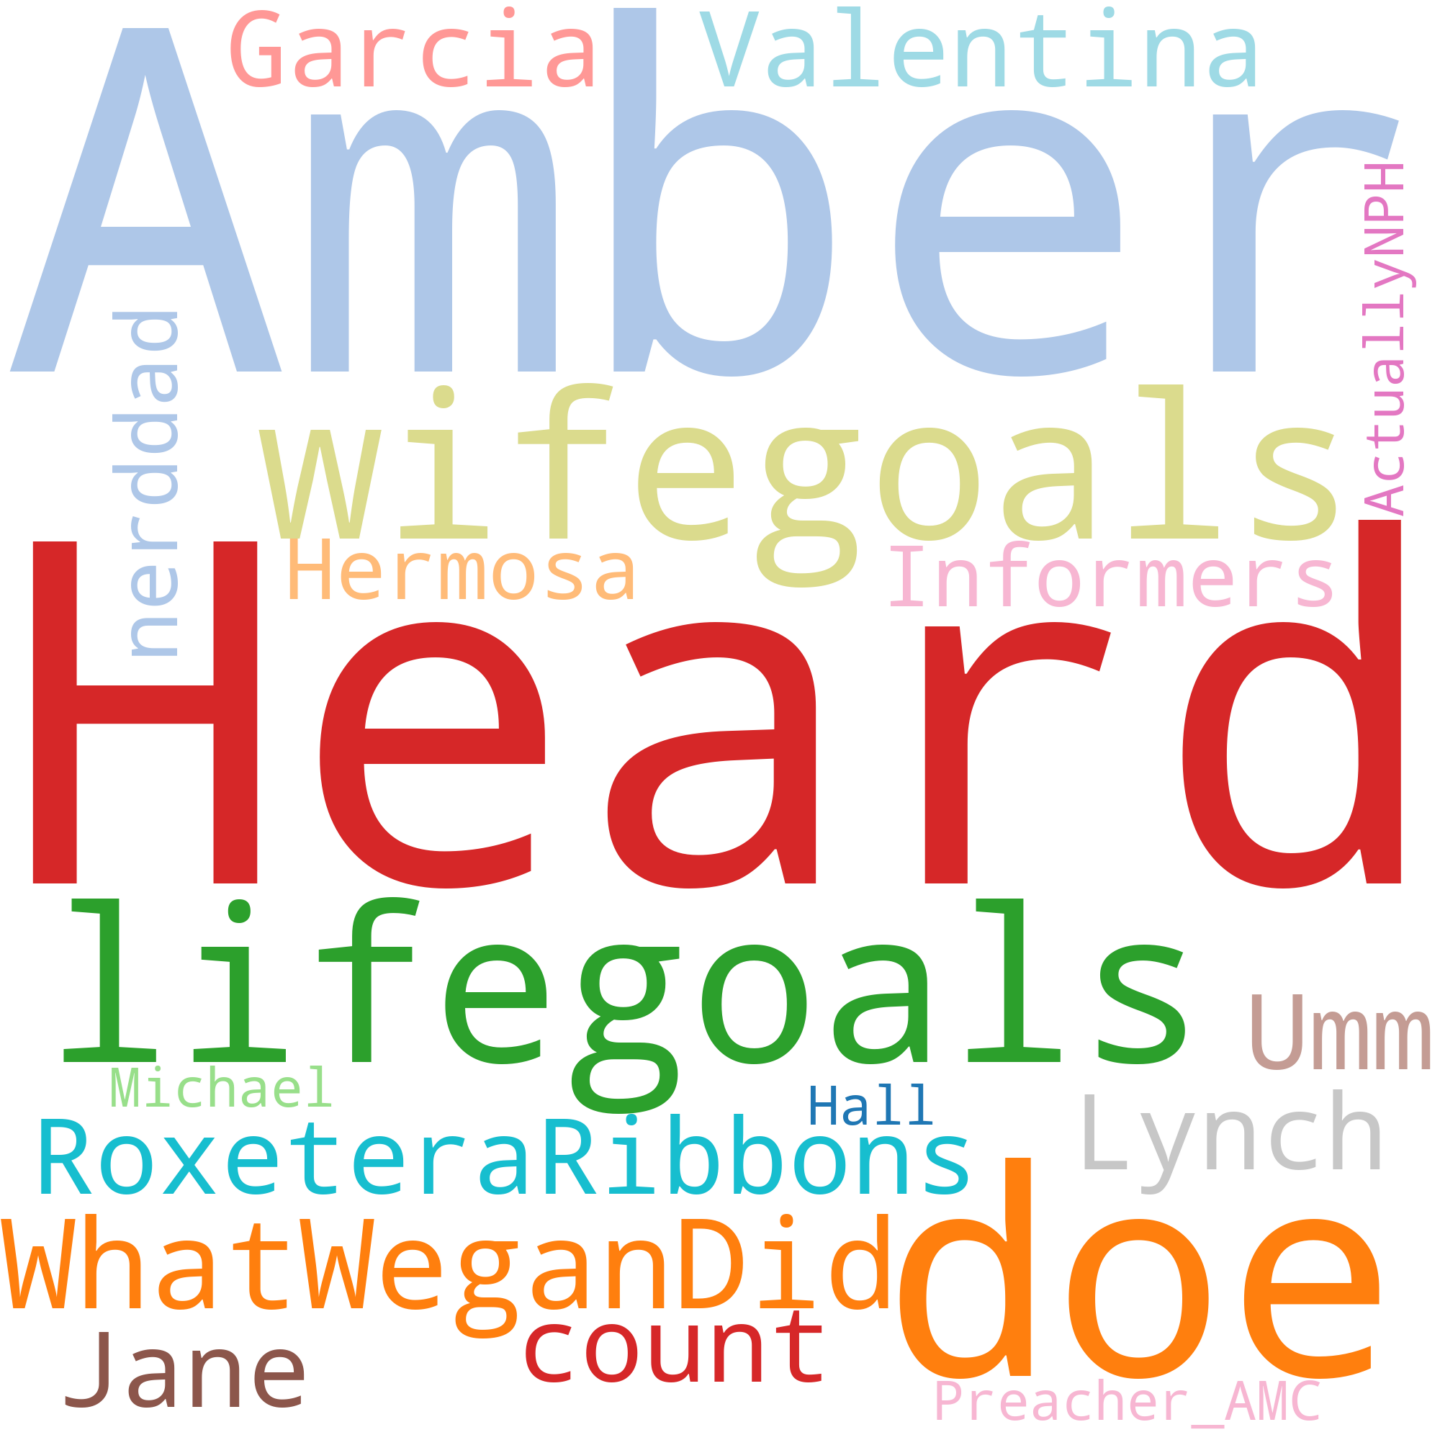 Garcia
Valentina
Amber
ActuallyNPH
nerddad
wifegoals
Hermosa
Informers
Heard
lifegoals
Umm
Michael
Hall
Lynch
RoxeteraRibbons
WhatWeganDid
doe
count
Jane
Preacher_AMC